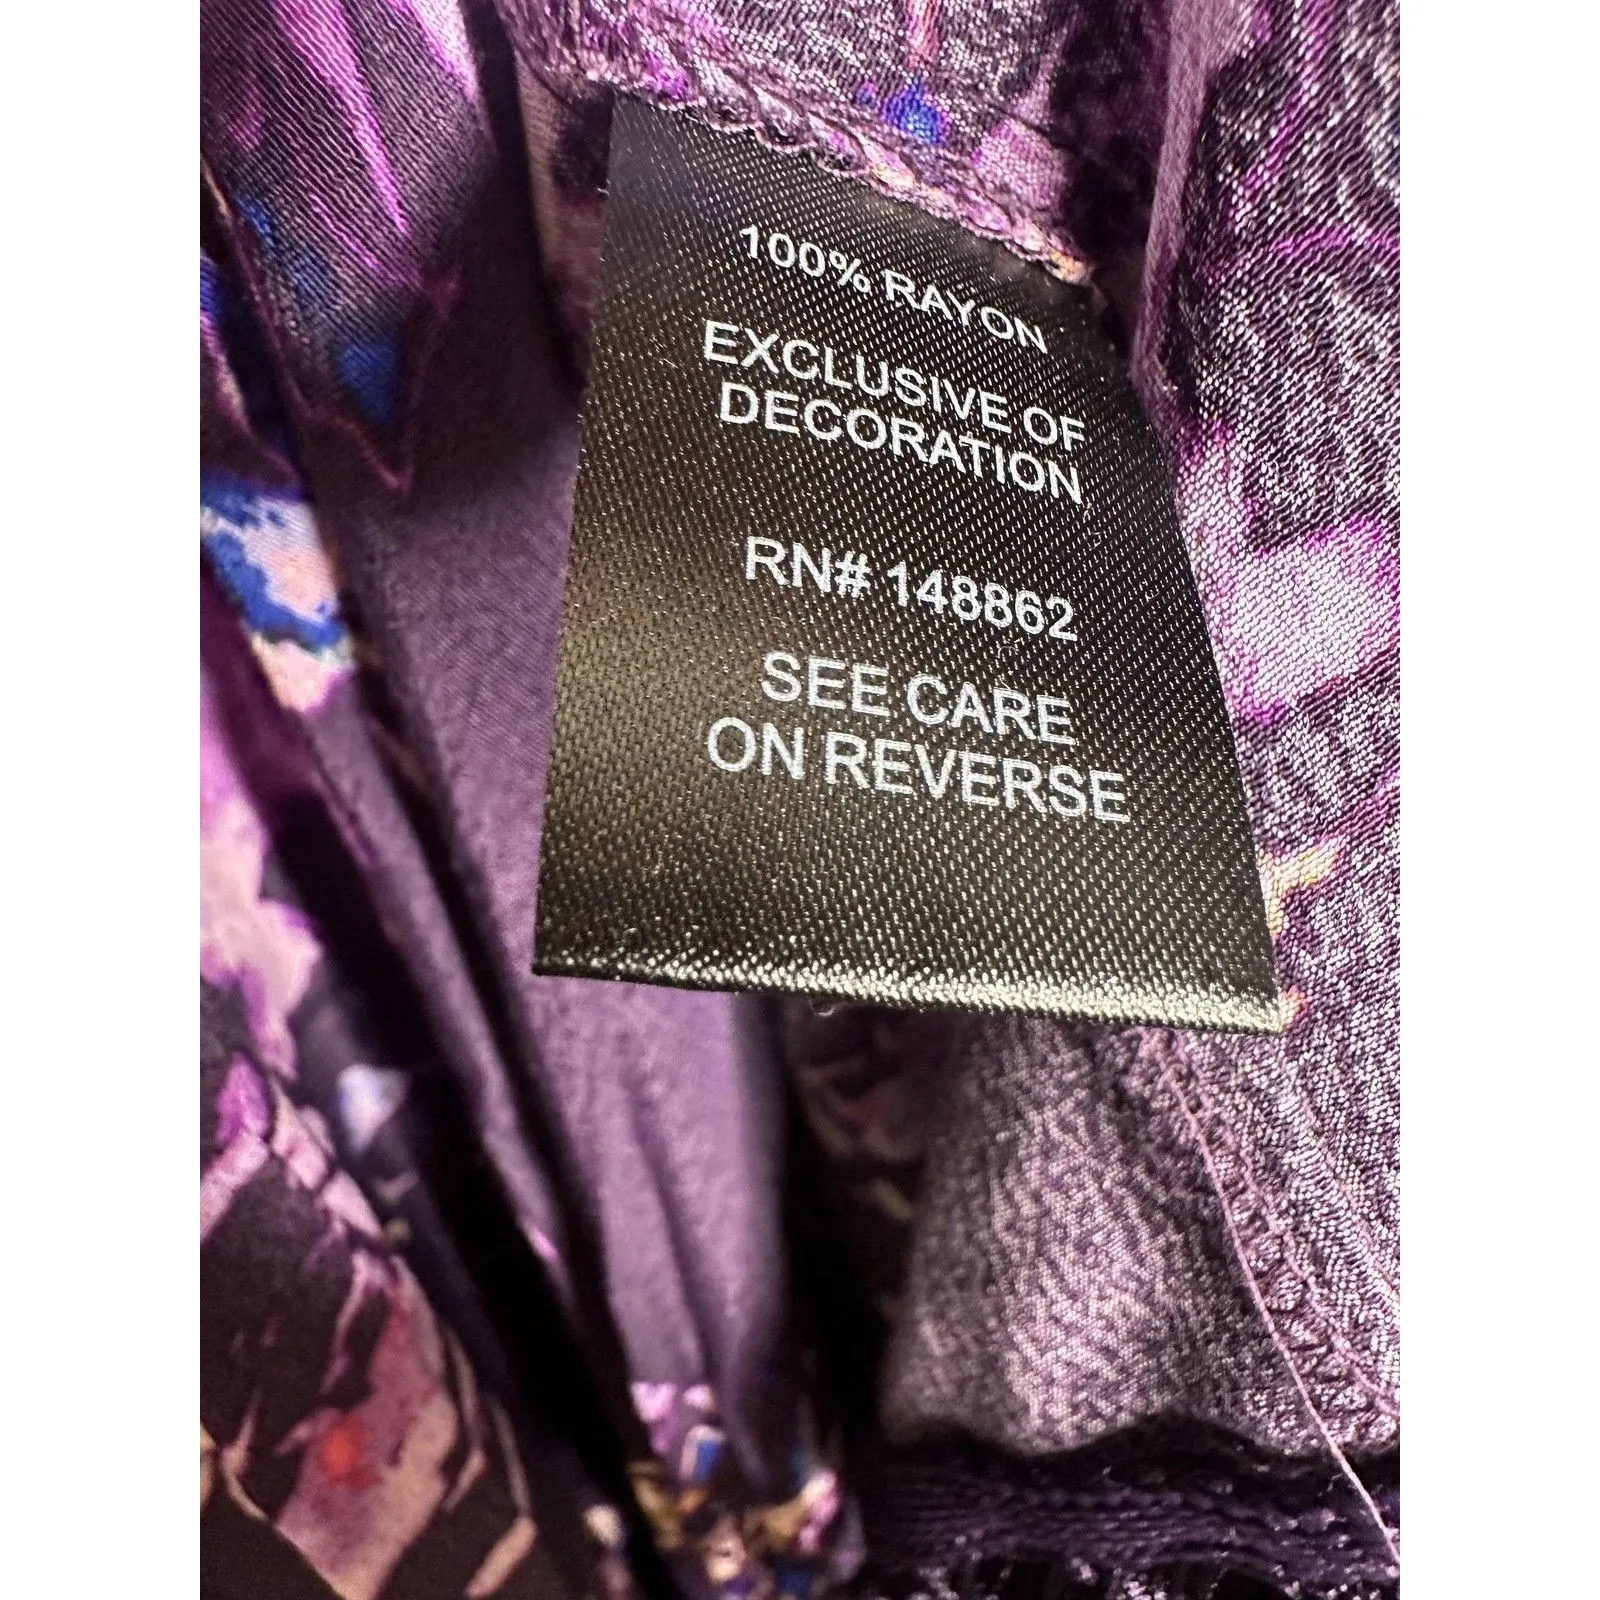 100% RAYON
EXCLUSIVE OF
DECORATION
RN# 148862
SEE CARE
ON REVERSE